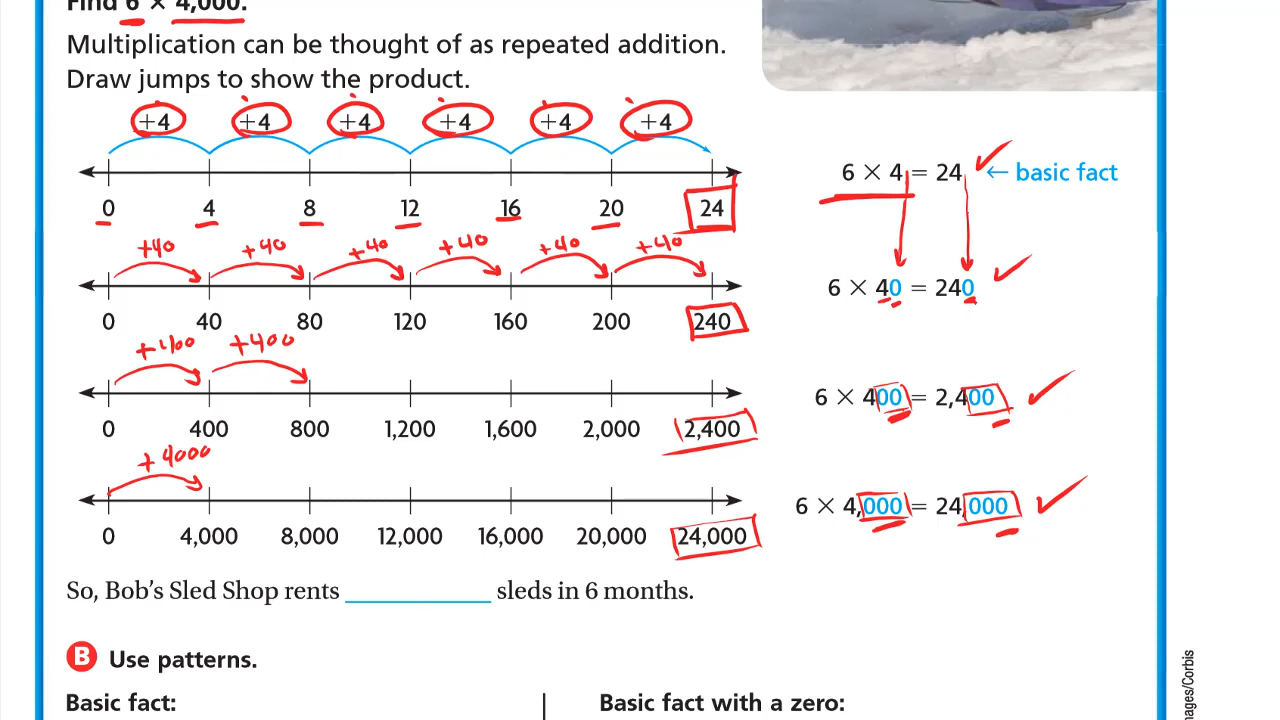 Find 6 × 4,000.
Multiplication can be thought of as repeated addition.
Draw jumps to show the product.
+4 +4 +4 +4 +4 +4
0 4 8 12 16 20 24
6 × 4 = 24 ← basic fact
+40 +40 +40 +40 +40 +40
0 40 80 120 160 200 240
6 × 40 = 240
+400 +400
0 400 800 1,200 1,600 2,000 2,400
6 × 400 = 2,400
+4000
0 4,000 8,000 12,000 16,000 20,000 24,000
6 × 4,000 = 24,000
So, Bob's Sled Shop rents __________ sleds in 6 months.
B Use patterns.
Basic fact:
Basic fact with a zero:
mages/Corbis